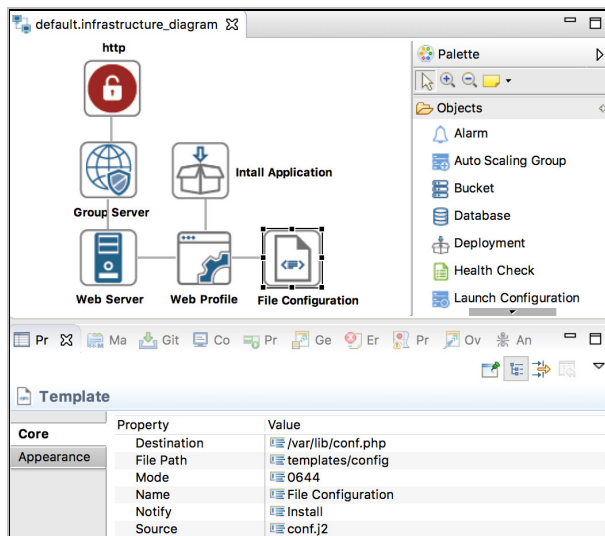 default.infrastructure_diagram
http
Group Server
Intall Application
Web Server
Web Profile
File Configuration
Palette
Objects
Alarm
Auto Scaling Group
Bucket
Database
Deployment
Health Check
Launch Configuration
Pr
Ma
Git
Co
Pr
Ge
Er
Pr
Ov
An
Template
Core
Appearance
Property Value
Destination /var/lib/conf.php
File Path templates/config
Mode 0644
Name File Configuration
Notify Install
Source conf.j2